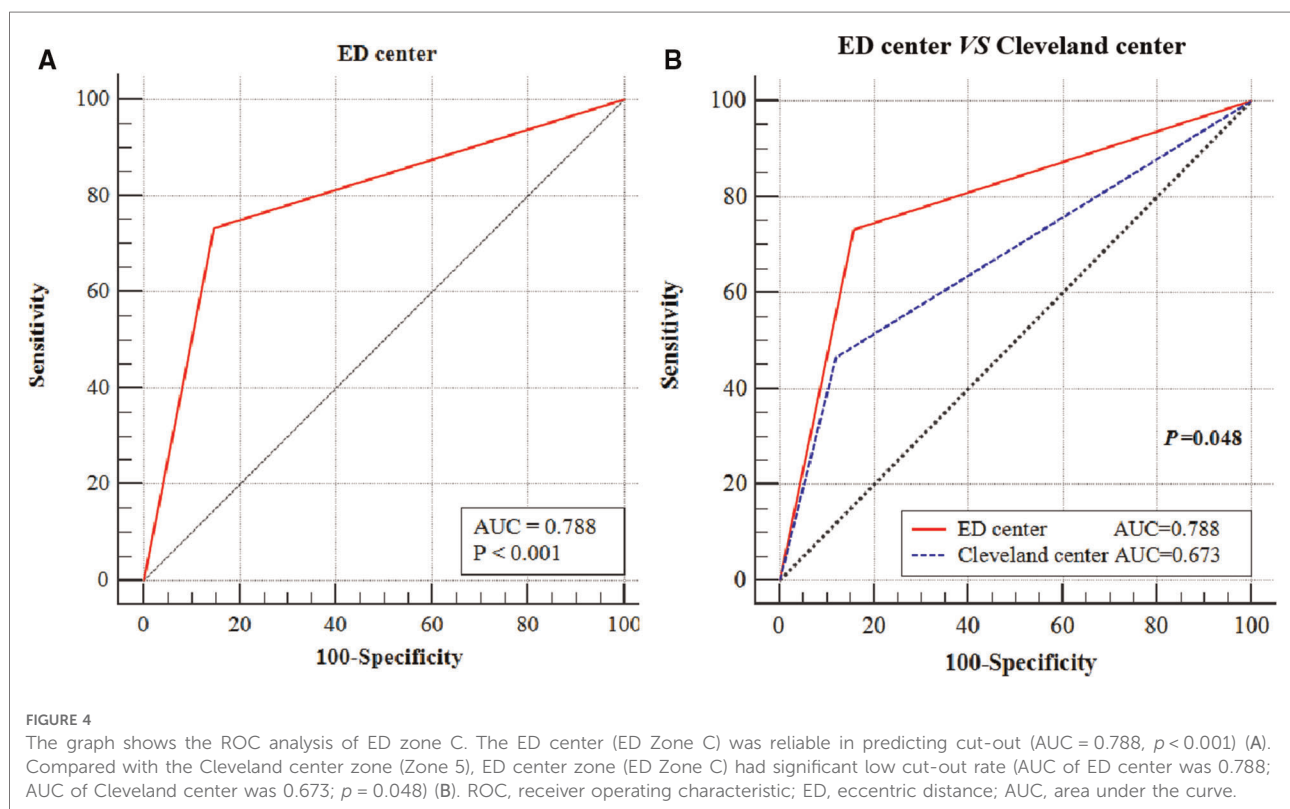 A
ED center
100
80
60
40
20
0
Sensitivity
AUC = 0.788
P < 0.001
0 20 40 60 80 100
100-Specificity
B
ED center VS Cleveland center
100
80
60
40
20
0
Sensitivity
P=0.048
ED center AUC=0.788
Cleveland center AUC=0.673
0 20 40 60 80 100
100-Specificity
FIGURE 4
The graph shows the ROC analysis of ED zone C. The ED center (ED Zone C) was reliable in predicting cut-out (AUC = 0.788, p < 0.001) (A).
Compared with the Cleveland center zone (Zone 5), ED center zone (ED Zone C) had significant low cut-out rate (AUC of ED center was 0.788;
AUC of Cleveland center was 0.673; p = 0.048) (B). ROC, receiver operating characteristic; ED, eccentric distance; AUC, area under the curve.